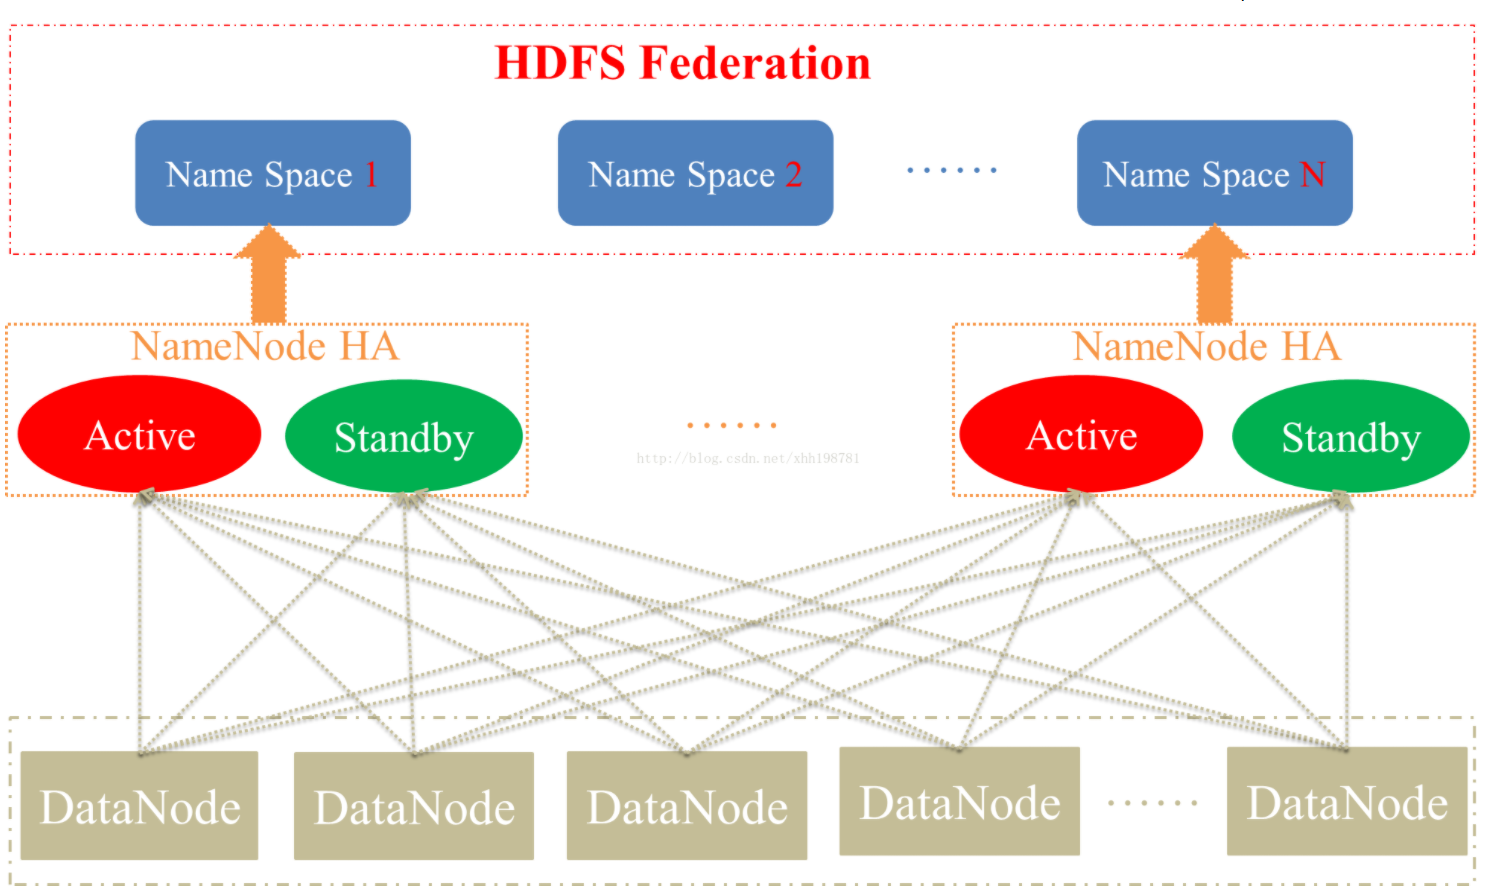 HDFS Federation
Name Space 1
Name Space 2
······
Name Space N
NameNode HA
NameNode HA
Active
Standby
······
Active
Standby
http://blog.csdn.net/xhh198781
DataNode
DataNode
DataNode
DataNode
······
DataNode